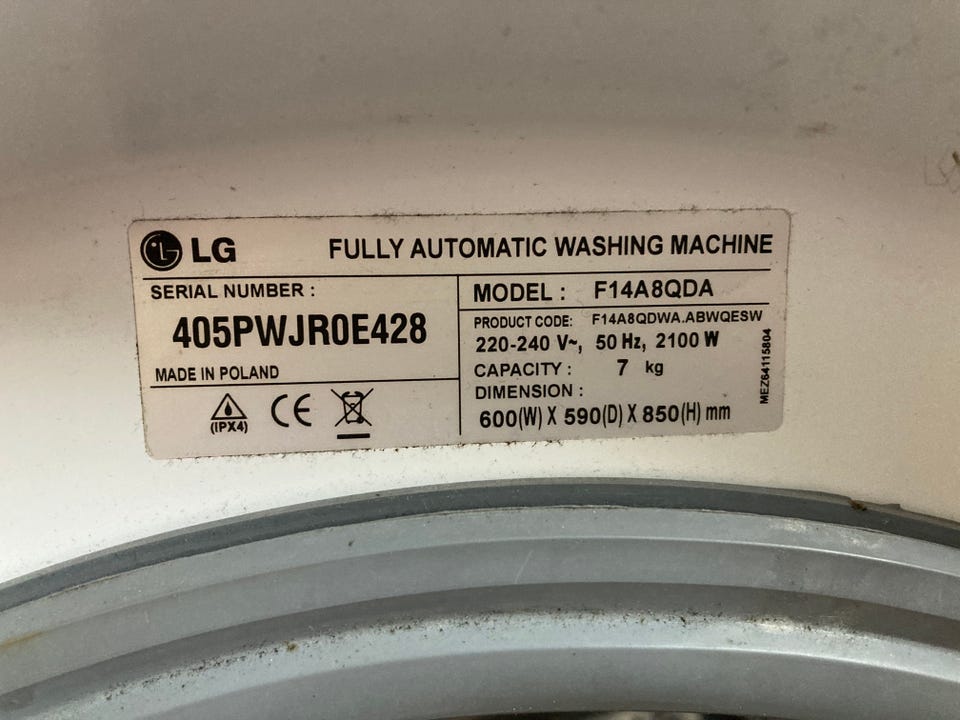 LG FULLY AUTOMATIC WASHING MACHINE
SERIAL NUMBER :
405PWJR0E428
MADE IN POLAND
(IPX4) CE
MODEL : F14A8QDA
PRODUCT CODE: F14A8QDWA.ABWQESW
220-240 V~, 50 Hz, 2100 W
CAPACITY : 7 kg
DIMENSION :
600(W) X 590(D) X 850(H) mm
MEZ64115804